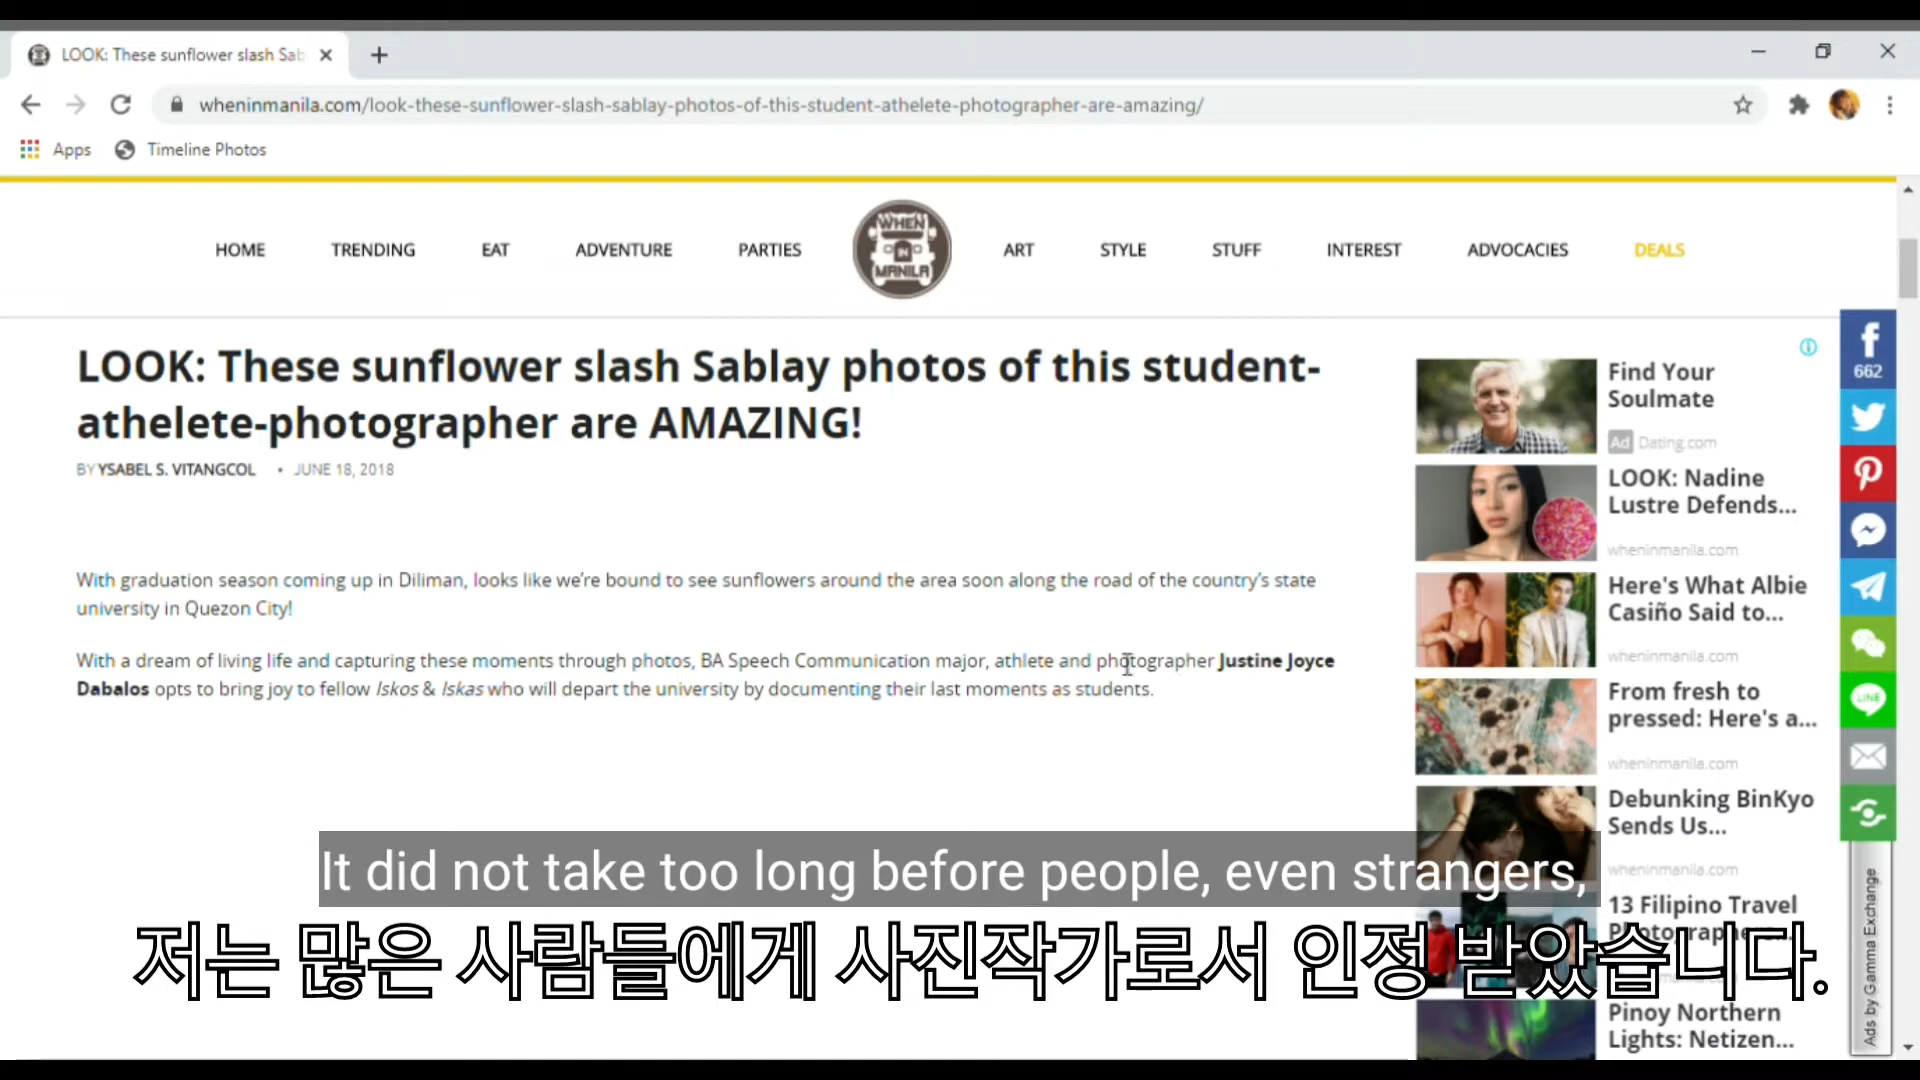 LOOK: These sunflower slash Sab
wheninmanila.com/look-these-sunflower-slash-sablay-photos-of-this-student-athelete-photographer-are-amazing/
Apps
Timeline Photos
HOME
TRENDING
EAT
ADVENTURE
PARTIES
WHEN IN MANILA
ART
STYLE
STUFF
INTEREST
ADVOCACIES
DEALS
LOOK: These sunflower slash Sablay photos of this student-
athelete-photographer are AMAZING!
BY YSABEL S. VITANGCOL • JUNE 18, 2018
With graduation season coming up in Diliman, looks like we're bound to see sunflowers around the area soon along the road of the country's state
university in Quezon City!
With a dream of living life and capturing these moments through photos, BA Speech Communication major, athlete and photographer Justine Joyce
Dabalos opts to bring joy to fellow Iskos & Iskas who will depart the university by documenting their last moments as students.
Find Your
Soulmate
Ad Dating.com
LOOK: Nadine
Lustre Defends...
wheninmanila.com
Here's What Albie
Casiño Said to...
wheninmanila.com
From fresh to
pressed: Here's a...
wheninmanila.com
Debunking BinKyo
Sends Us...
wheninmanila.com
13 Filipino Travel
Pinoy Northern
Lights: Netizen...
662
LINE
Ads by Gamma Exchange
It did not take too long before people, even strangers,
저는 많은 사람들에게 사진작가로서 인정 받았습니다.